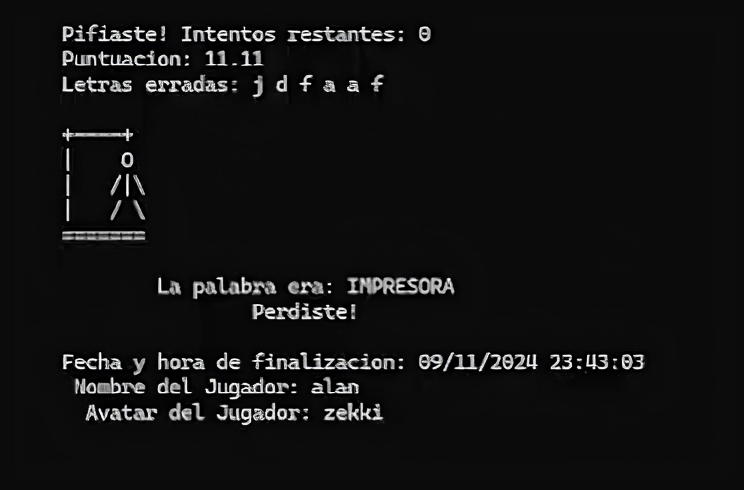 Pifiaste! Intentos restantes: 0
Puntuacion: 11.11
Letras erradas: j d f a a f
+----+
|    O
|   /|\
|   / \
=======
La palabra era: IMPRESORA
Perdiste!
Fecha y hora de finalizacion: 09/11/2024 23:43:03
Nombre del Jugador: alan
Avatar del Jugador: zekki